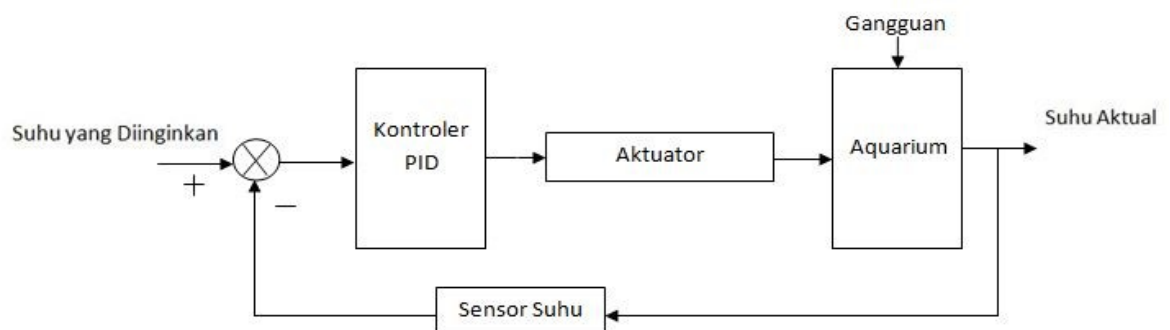 Gangguan
Suhu yang Diinginkan
+
−
Kontroler
PID
Aktuator
Aquarium
Suhu Aktual
Sensor Suhu